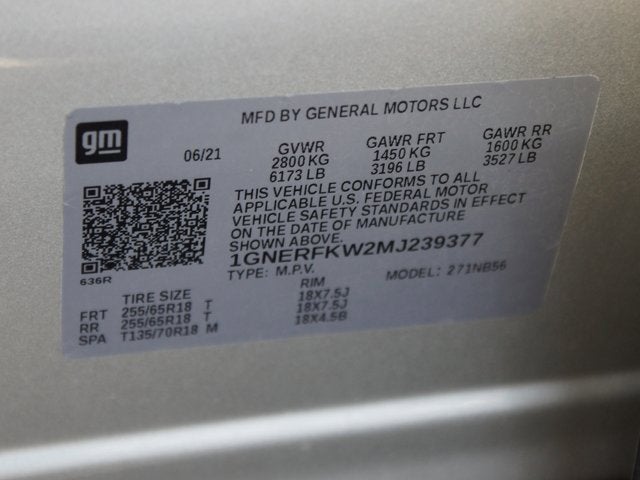 MFD BY GENERAL MOTORS LLC
gm
06/21
GVWR GAWR FRT GAWR RR
2800 KG 1450 KG 1600 KG
6173 LB 3196 LB 3527 LB
THIS VEHICLE CONFORMS TO ALL
APPLICABLE U.S. FEDERAL MOTOR
VEHICLE SAFETY STANDARDS IN EFFECT
ON THE DATE OF MANUFACTURE
SHOWN ABOVE.
1GNERFKW2MJ239377
636R
TYPE: M.P.V. MODEL: 271NB56
TIRE SIZE RIM
FRT 255/65R18 T 18X7.5J
RR 255/65R18 T 18X7.5J
SPA T135/70R18 M 18X4.5B